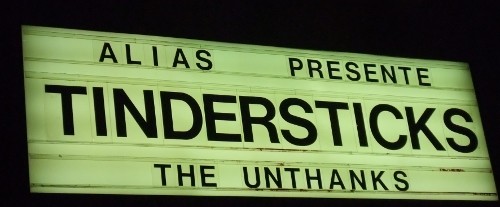 ALIAS PRESENTE
TINDERSTICKS
THE UNTHANKS